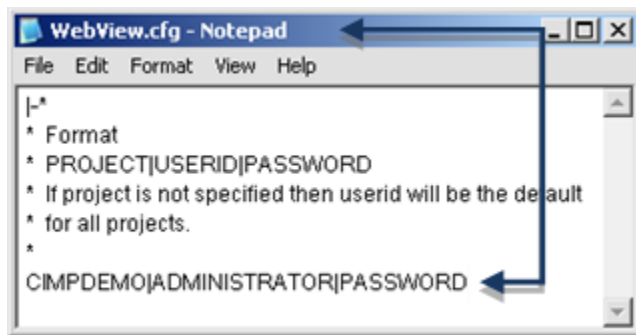 WebView.cfg - Notepad
File Edit Format View Help
|-*
* Format
* PROJECT|USERID|PASSWORD
* If project is not specified then userid will be the default
* for all projects.
*
CIMPDEMO|ADMINISTRATOR|PASSWORD